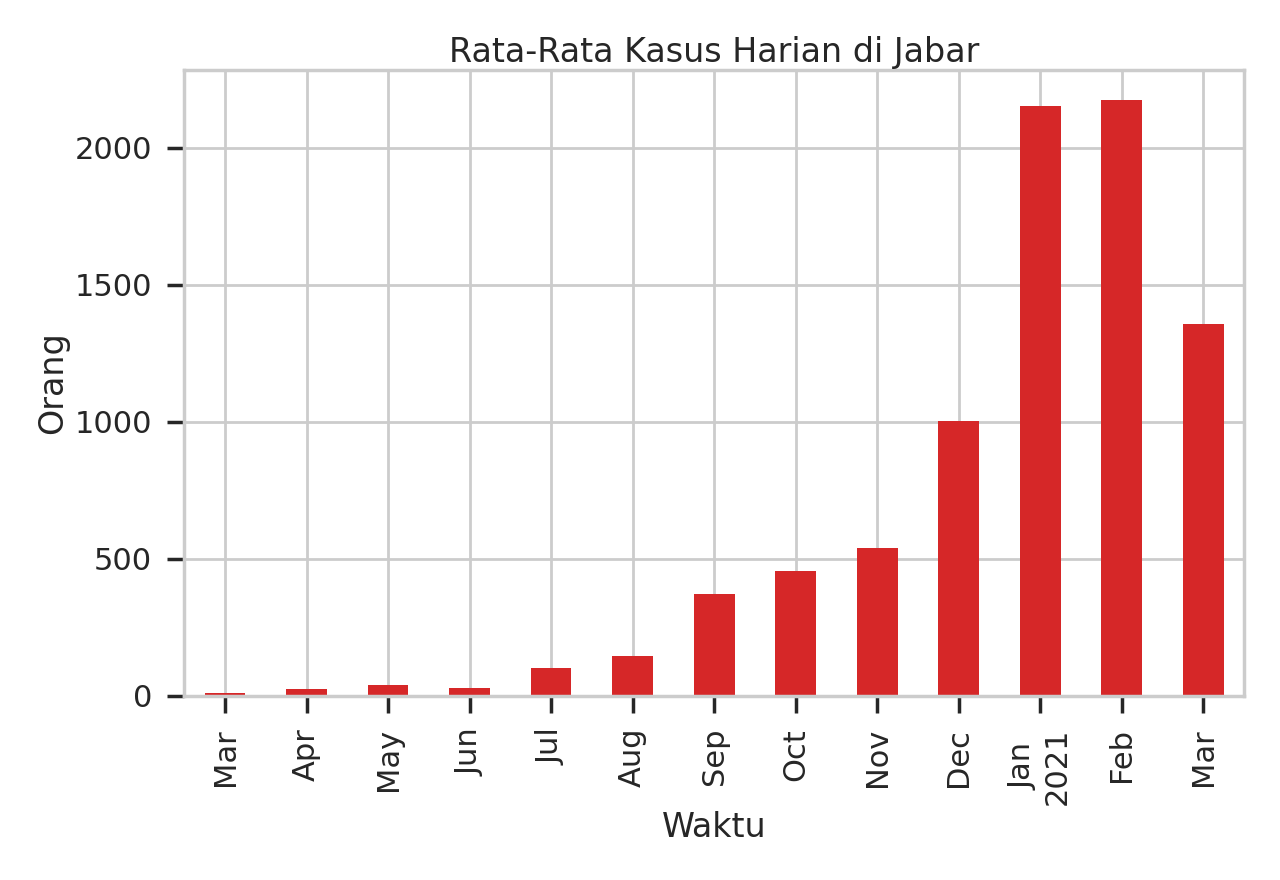 Rata-Rata Kasus Harian di Jabar
2000
1500
1000
500
0
Orang
Mar
Apr
May
Jun
Jul
Aug
Sep
Oct
Nov
Dec
Jan
2021
Feb
Mar
Waktu